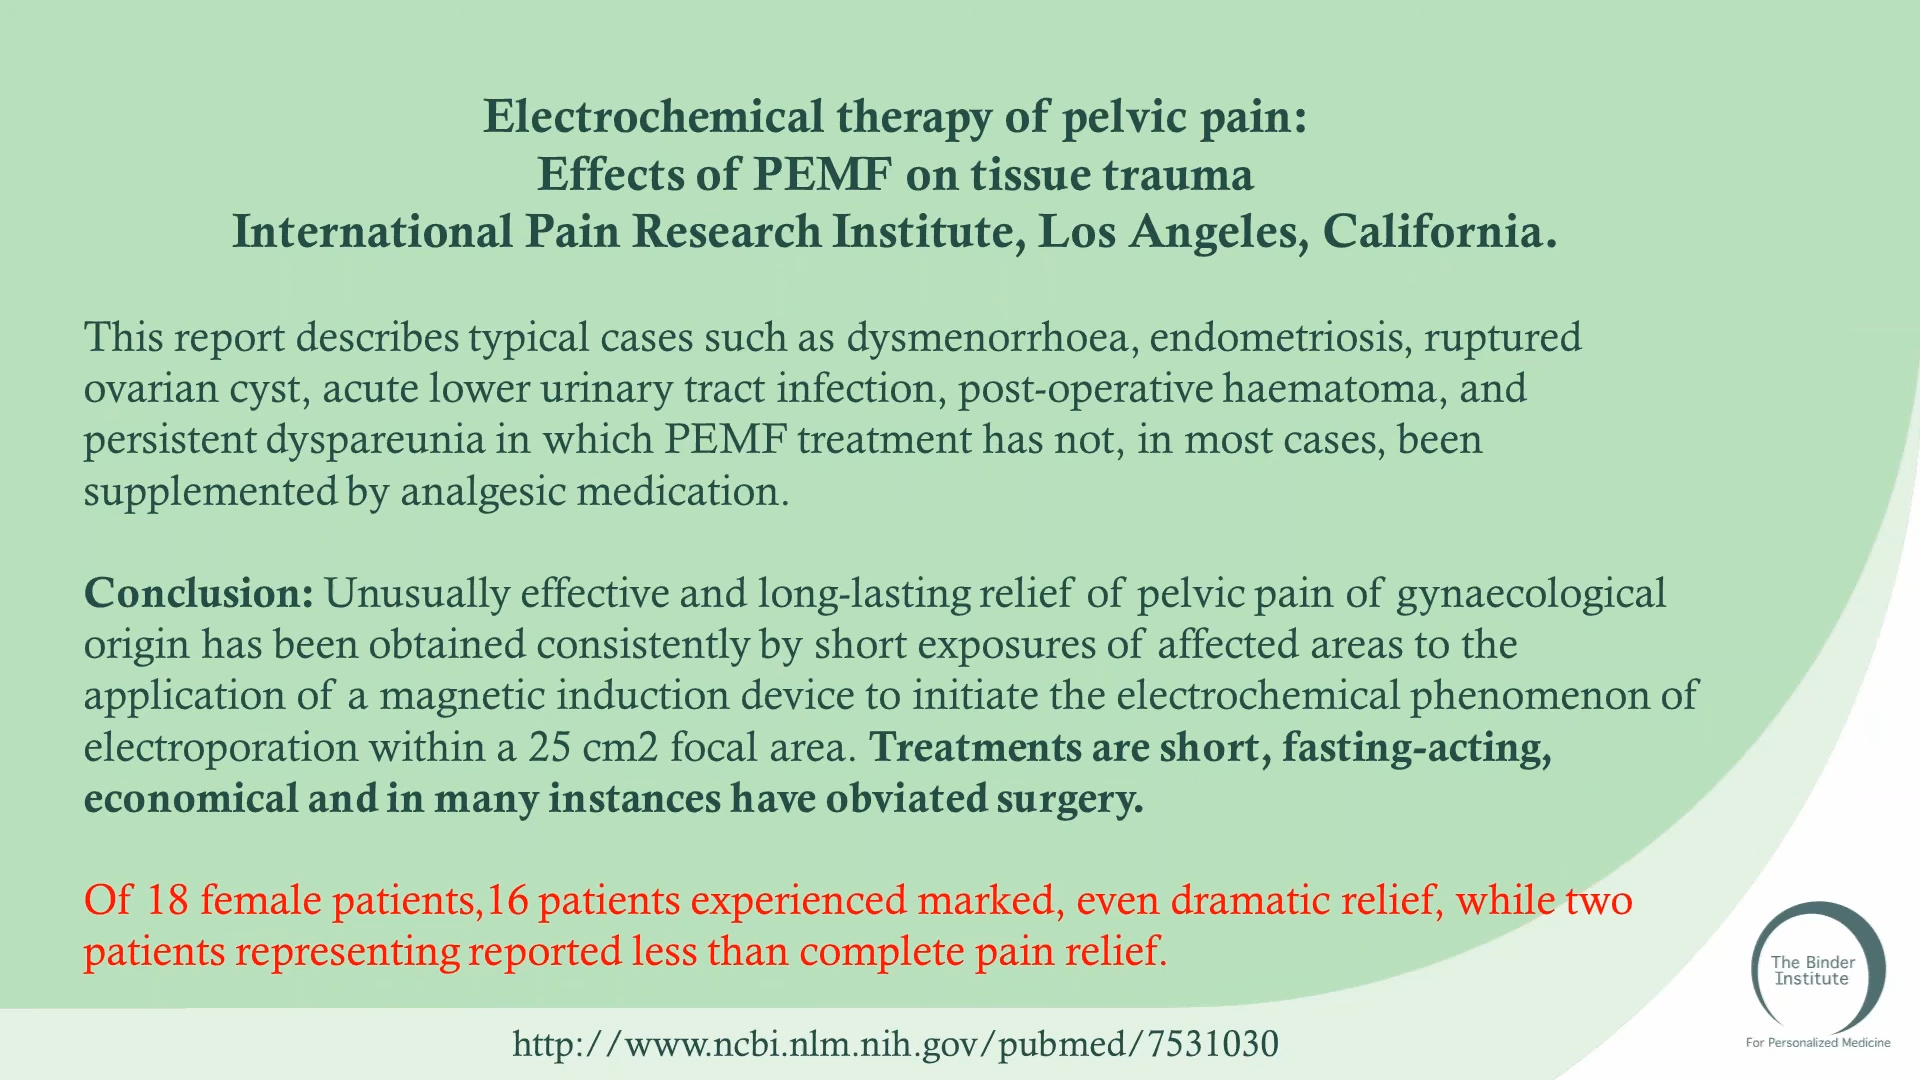 Electrochemical therapy of pelvic pain:
Effects of PEMF on tissue trauma
International Pain Research Institute, Los Angeles, California.
This report describes typical cases such as dysmenorrhoea, endometriosis, ruptured
ovarian cyst, acute lower urinary tract infection, post-operative haematoma, and
persistent dyspareunia in which PEMF treatment has not, in most cases, been
supplemented by analgesic medication.
Conclusion: Unusually effective and long-lasting relief of pelvic pain of gynaecological
origin has been obtained consistently by short exposures of affected areas to the
application of a magnetic induction device to initiate the electrochemical phenomenon of
electroporation within a 25 cm2 focal area. Treatments are short, fasting-acting,
economical and in many instances have obviated surgery.
Of 18 female patients,16 patients experienced marked, even dramatic relief, while two
patients representing reported less than complete pain relief.
The Binder
Institute
For Personalized Medicine
http://www.ncbi.nlm.nih.gov/pubmed/7531030